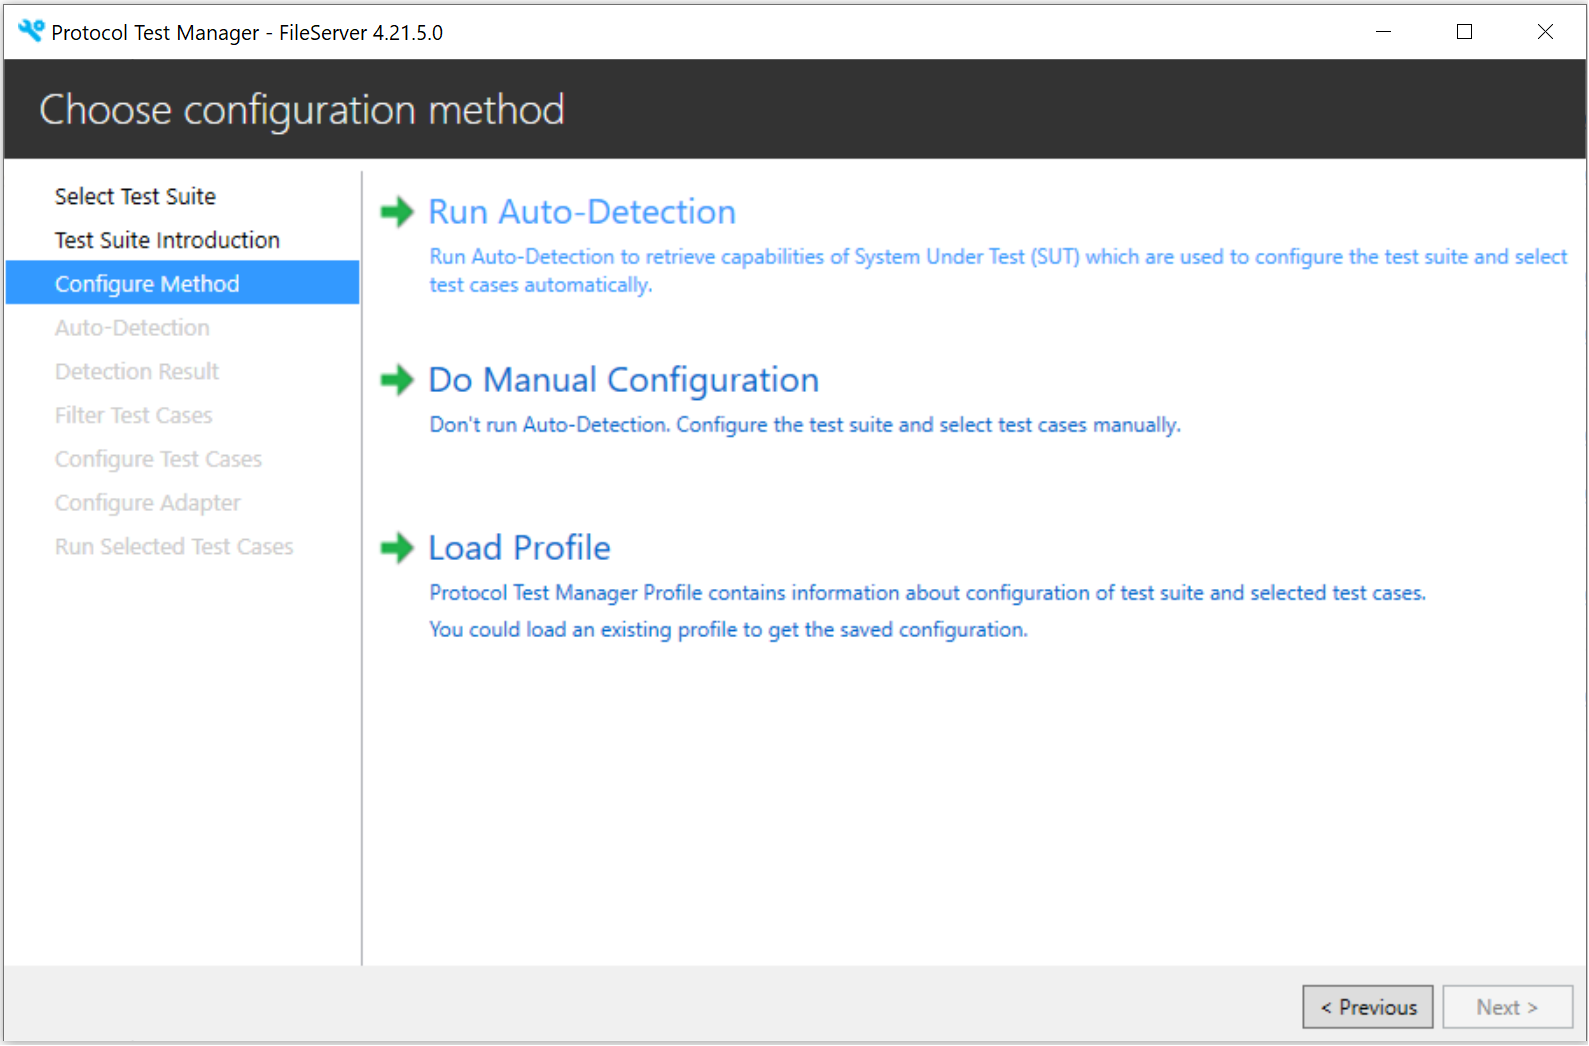 Protocol Test Manager - FileServer 4.21.5.0
Choose configuration method
Select Test Suite
Test Suite Introduction
Configure Method
Auto-Detection
Detection Result
Filter Test Cases
Configure Test Cases
Configure Adapter
Run Selected Test Cases
Run Auto-Detection
Run Auto-Detection to retrieve capabilities of System Under Test (SUT) which are used to configure the test suite and select
test cases automatically.
Do Manual Configuration
Don't run Auto-Detection. Configure the test suite and select test cases manually.
Load Profile
Protocol Test Manager Profile contains information about configuration of test suite and selected test cases.
You could load an existing profile to get the saved configuration.
< Previous
Next >